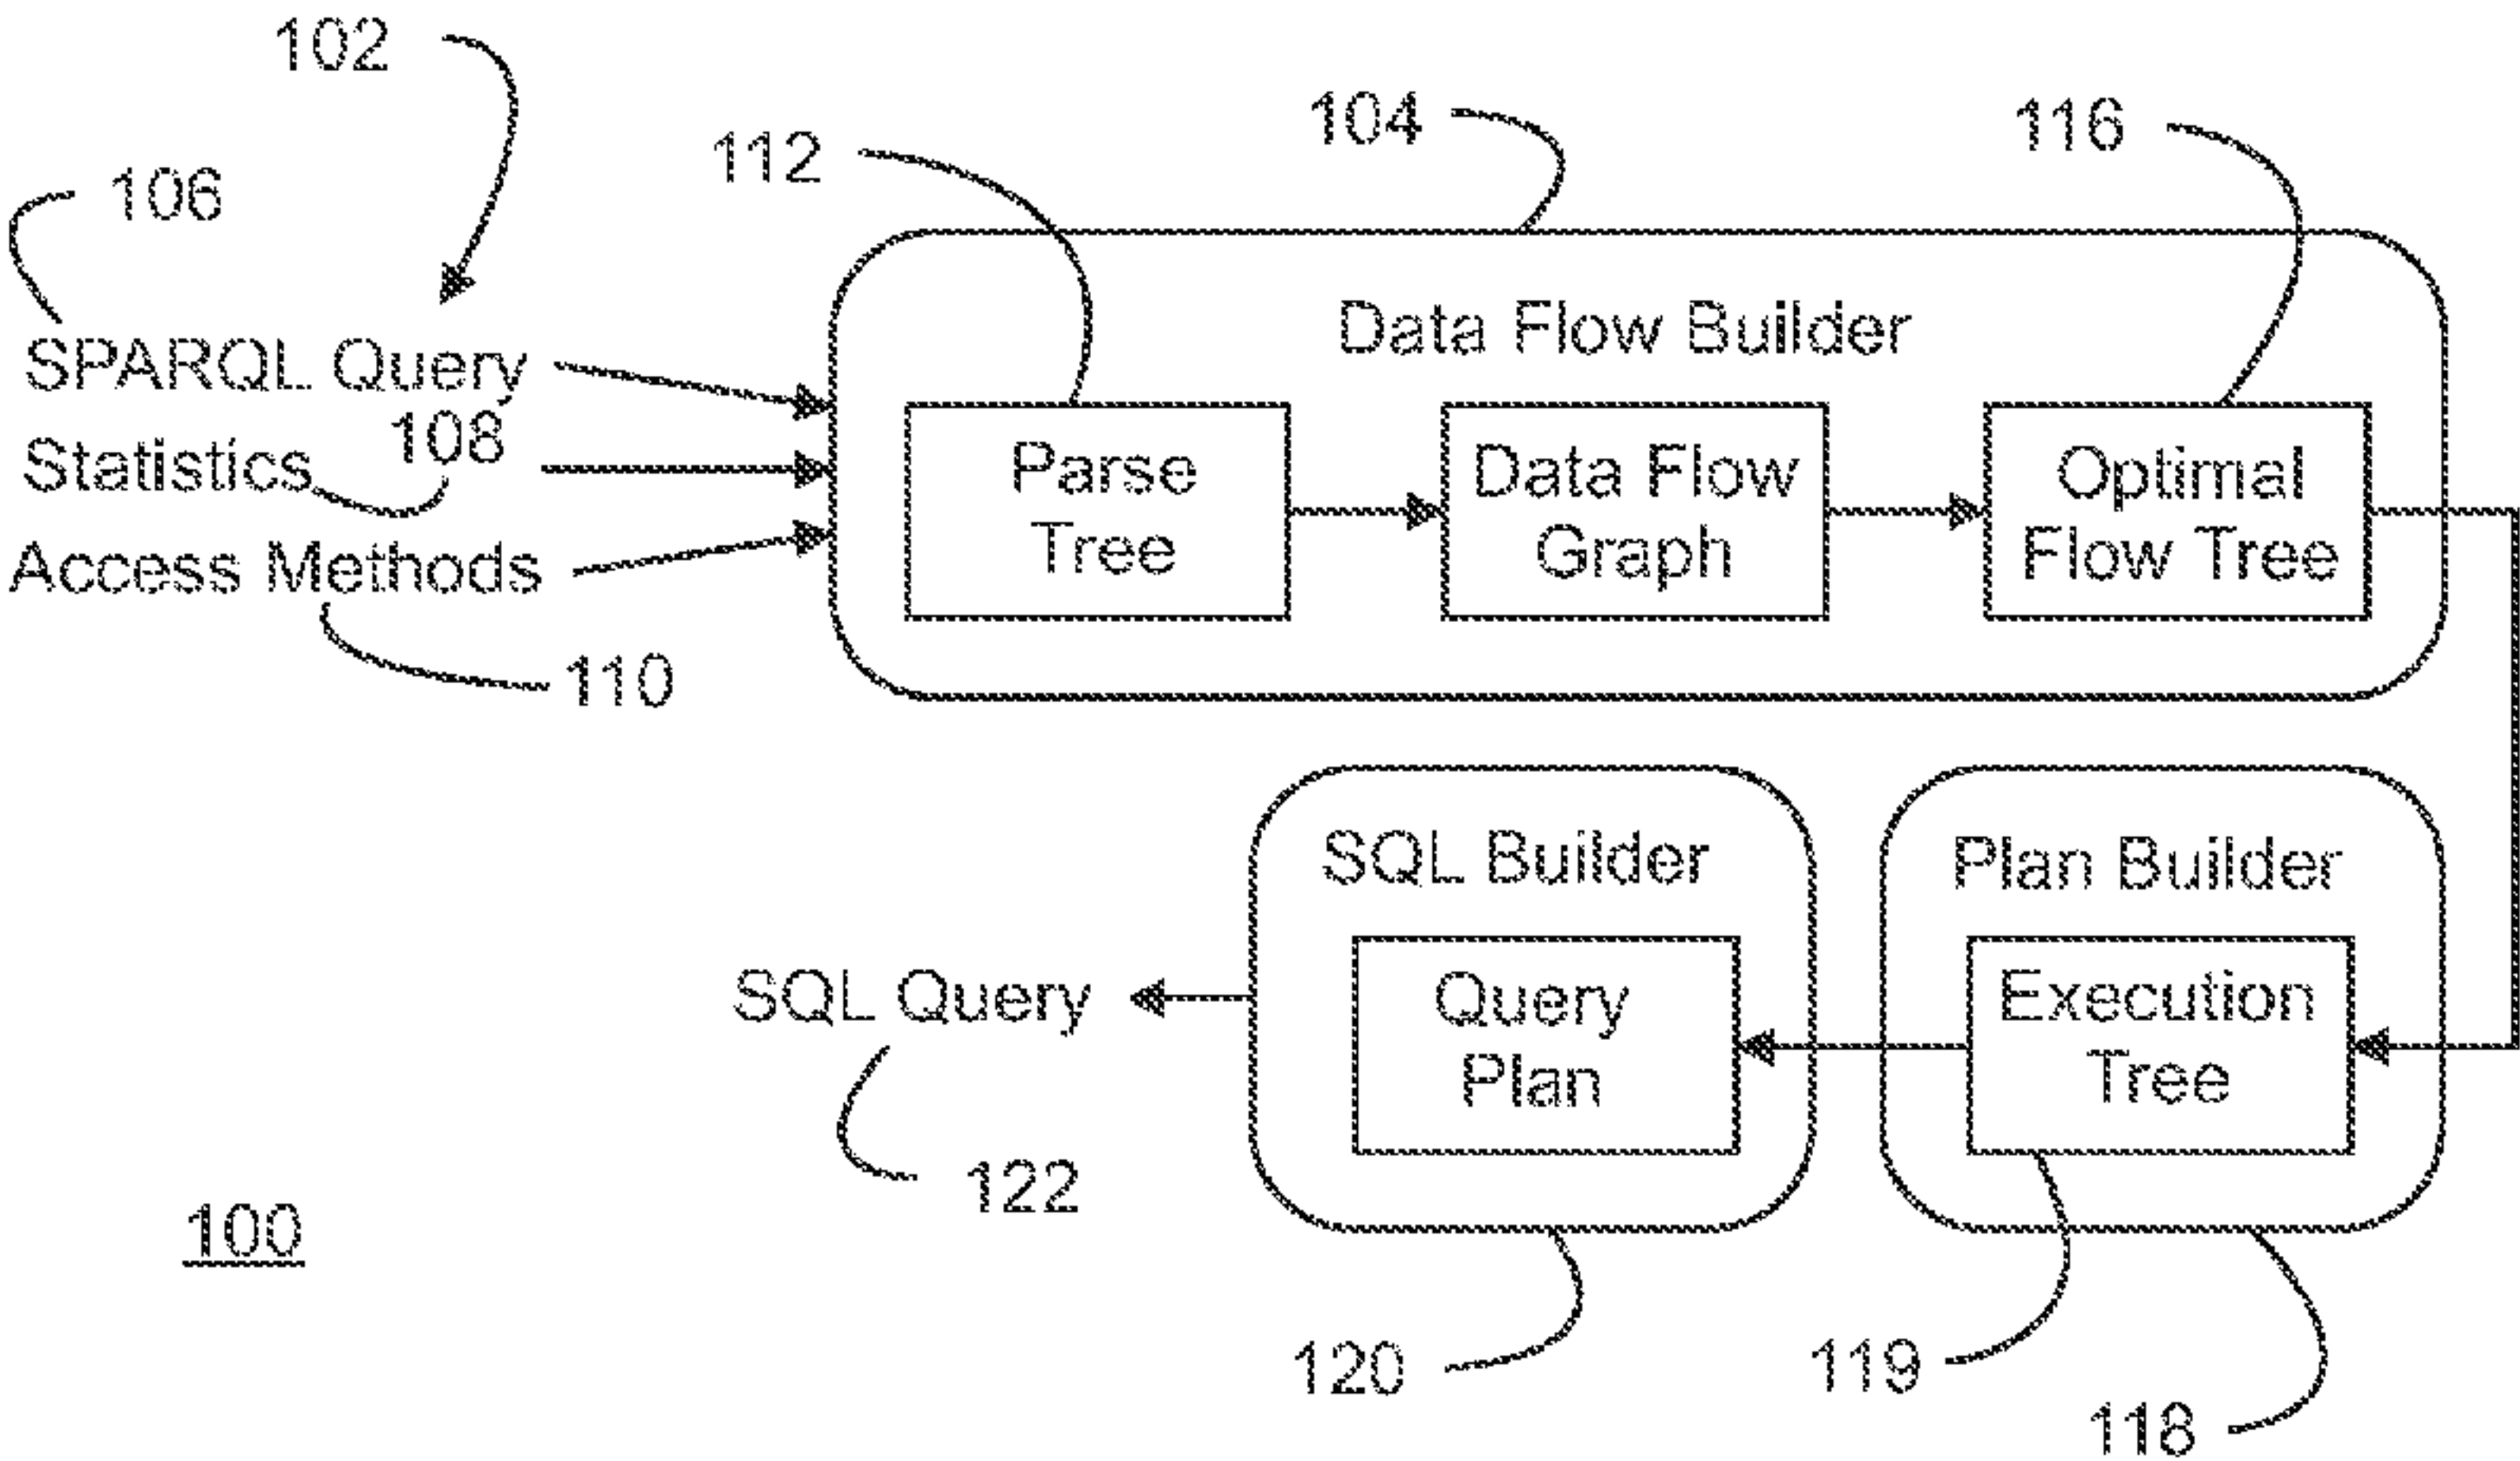 102
104
116
112
106
Data Flow Builder
SPARQL Query
108
Statistics
Access Methods
Parse
Tree
Data Flow
Graph
Optimal
Flow Tree
110
SQL Builder
Plan Builder
SQL Query
Query
Plan
Execution
Tree
122
100
120
119
118